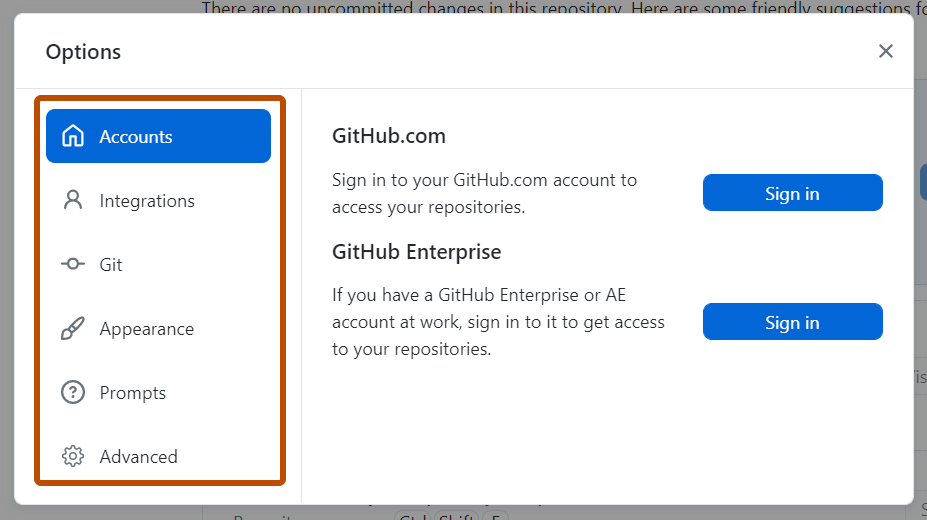 There are no uncommitted changes in this repository. Here are some friendly suggestions fo
Options
Accounts
Integrations
Git
Appearance
Prompts
Advanced
GitHub.com
Sign in to your GitHub.com account to
access your repositories.
Sign in
GitHub Enterprise
If you have a GitHub Enterprise or AE
account at work, sign in to it to get access
to your repositories.
Sign in
Ctrl Shift F